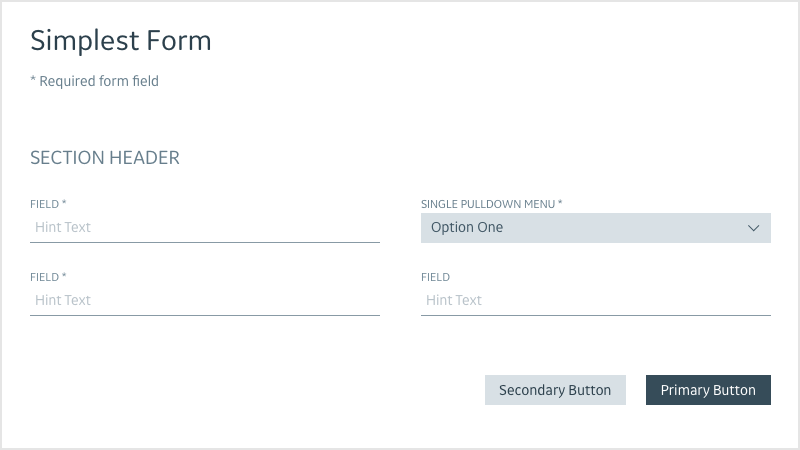 Simplest Form
* Required form field
SECTION HEADER
FIELD *
Hint Text
SINGLE PULLDOWN MENU *
Option One
FIELD *
Hint Text
FIELD
Hint Text
Secondary Button
Primary Button